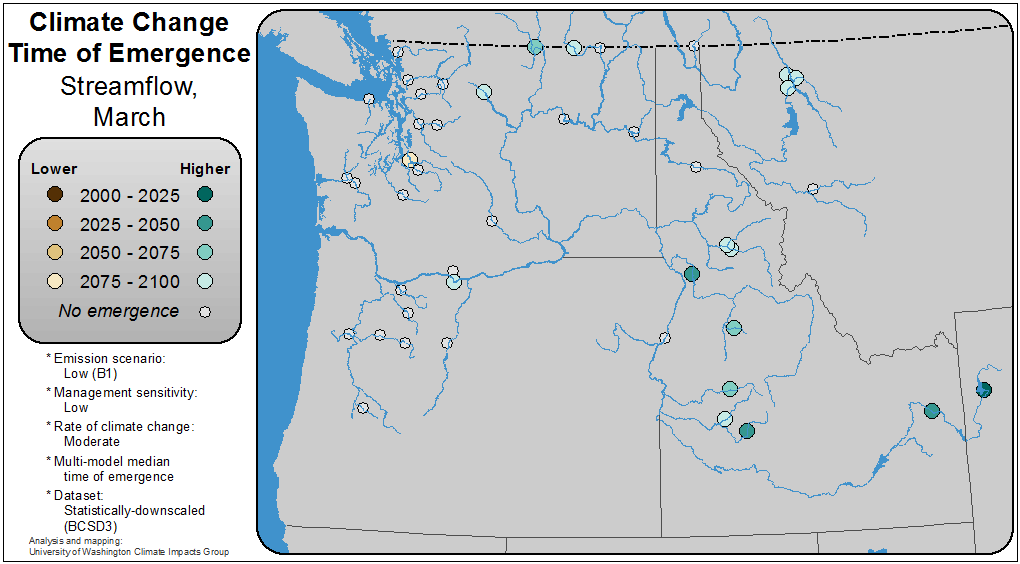 Climate Change
Time of Emergence
Streamflow,
March
Lower Higher
2000 - 2025
2025 - 2050
2050 - 2075
2075 - 2100
No emergence
* Emission scenario:
Low (B1)
* Management sensitivity:
Low
* Rate of climate change:
Moderate
* Multi-model median
time of emergence
* Dataset:
Statistically-downscaled
(BCSD3)
Analysis and mapping:
University of Washington Climate Impacts Group